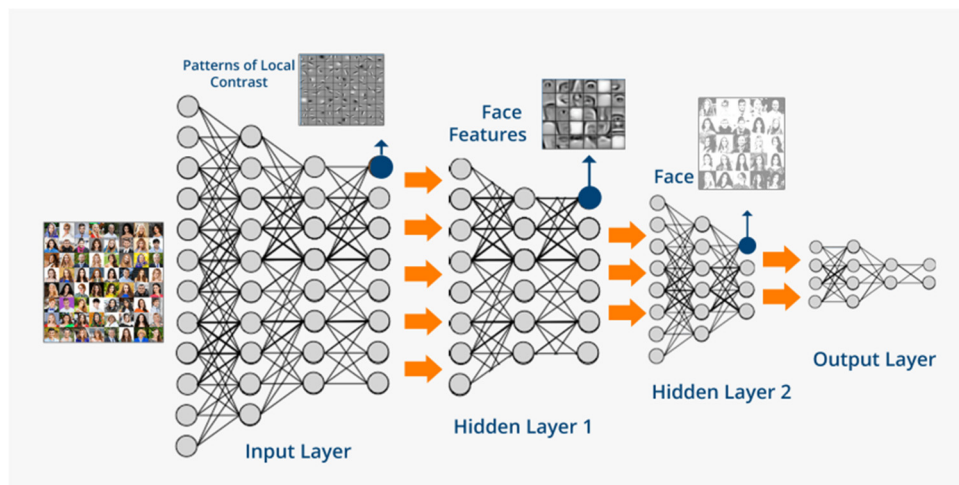 Patterns of Local
Contrast
Face
Features
Face
Input Layer
Hidden Layer 1
Hidden Layer 2
Output Layer